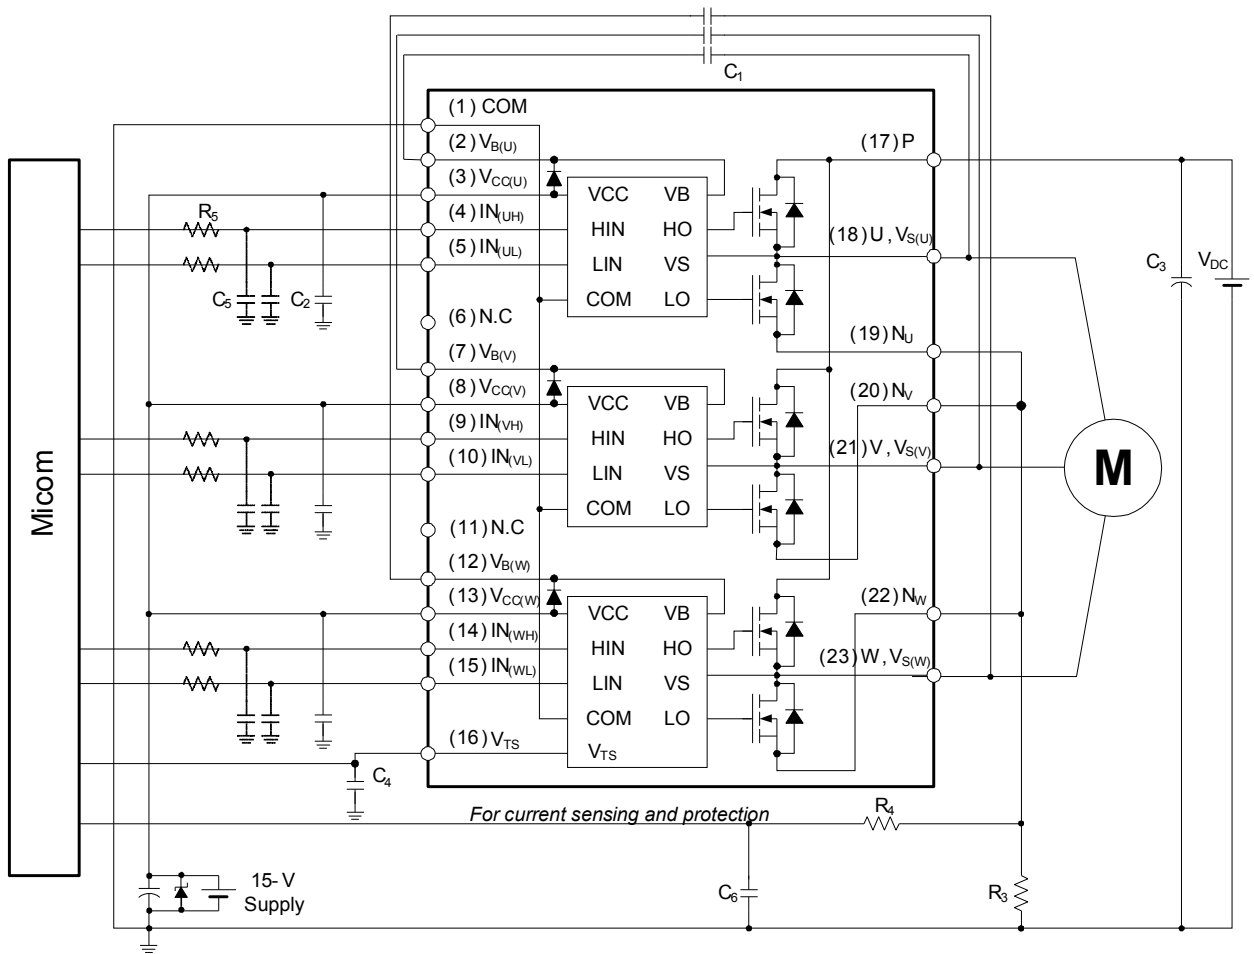 C1
(1) COM
(2) VB(U)
(3) VCC(U)
(4) IN(UH)
(5) IN(UL)
(6) N.C
(7) VB(V)
(8) VCC(V)
(9) IN(VH)
(10) IN(VL)
(11) N.C
(12) VB(W)
(13) VCC(W)
(14) IN(WH)
(15) IN(WL)
(16) VTS
VCC VB
HIN HO
LIN VS
COM LO
VCC VB
HIN HO
LIN VS
COM LO
VCC VB
HIN HO
LIN VS
COM LO
VTS
(17) P
(18) U, VS(U)
(19) NU
(20) NV
(21) V, VS(V)
(22) NW
(23) W, VS(W)
Micom
R5
C5
C2
C4
C3
VDC
M
For current sensing and protection
R4
C6
R3
15-V
Supply